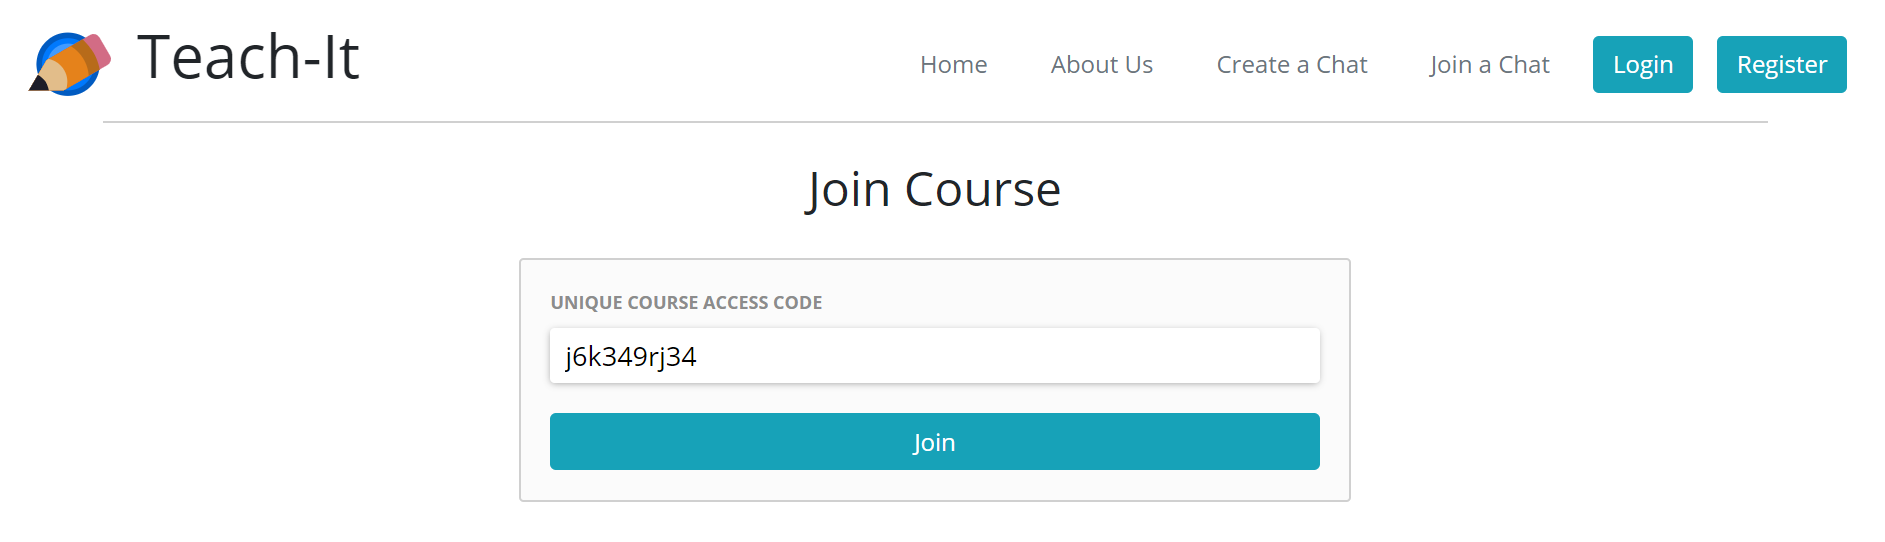 Teach-It
Home About Us Create a Chat Join a Chat Login Register
Join Course
UNIQUE COURSE ACCESS CODE
j6k349rj34
Join